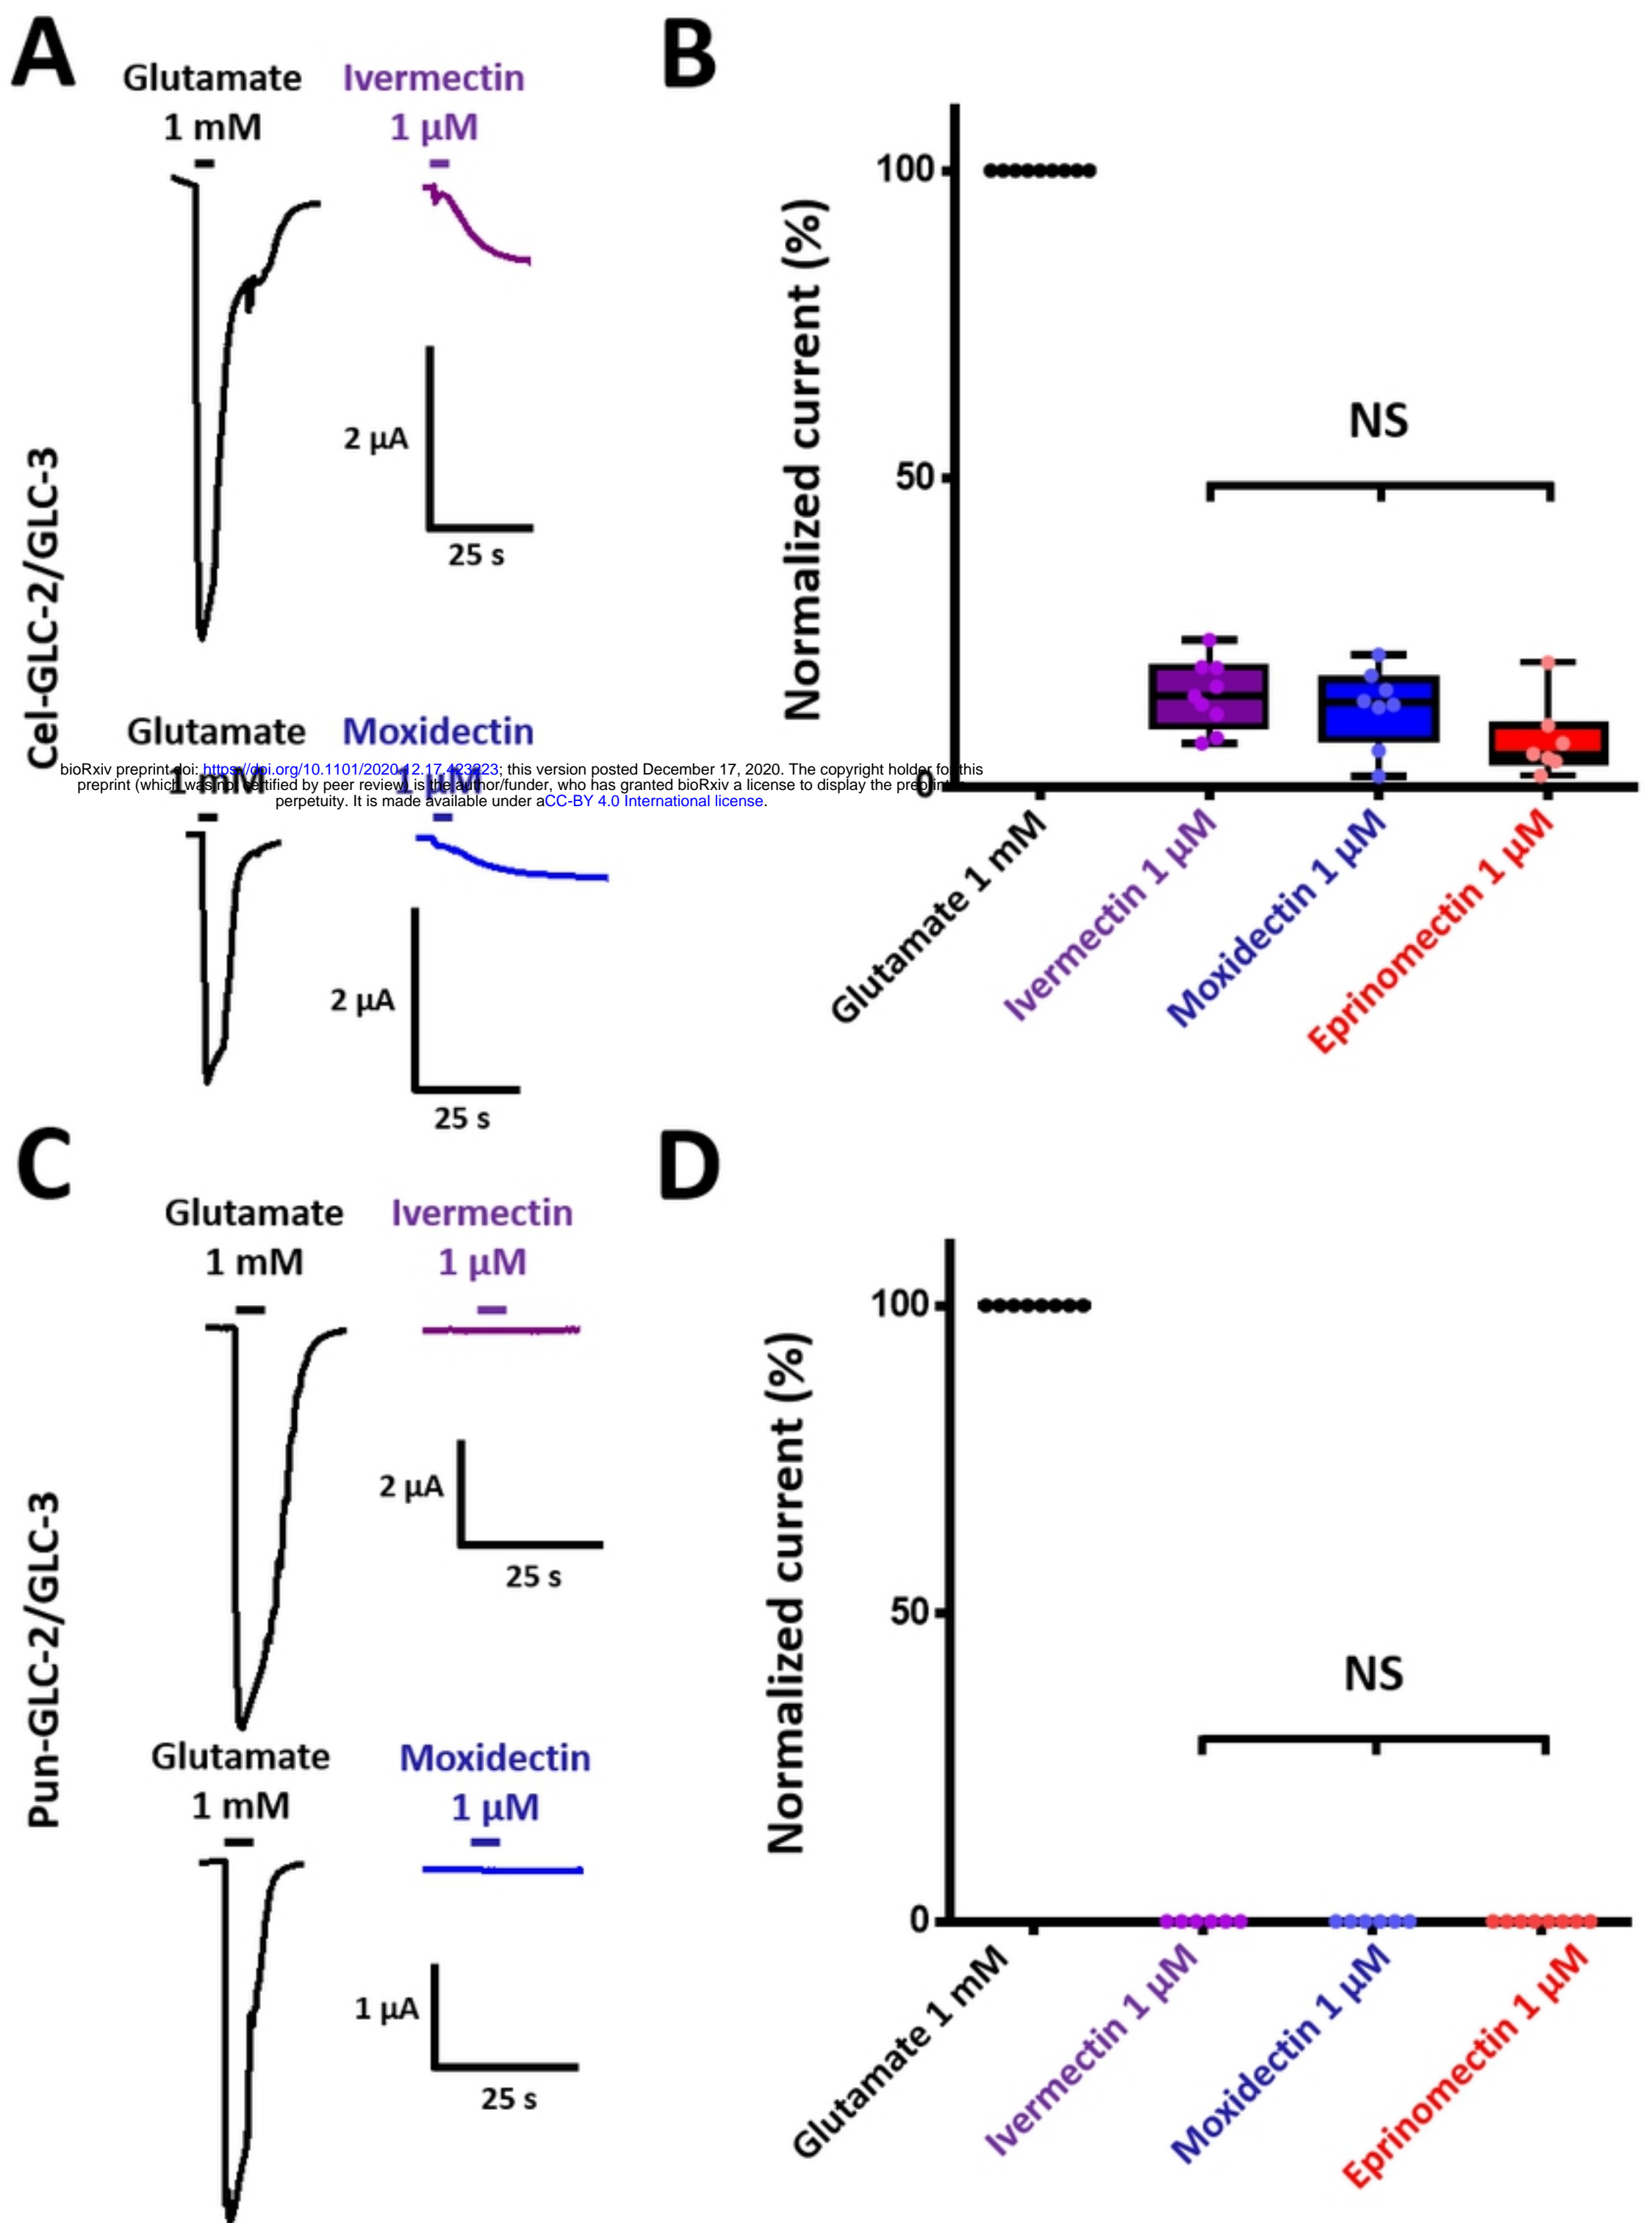 A
Glutamate
1 mM
Ivermectin
1 µM
2 µA
25 s
Cel-GLC-2/GLC-3
Glutamate
1 mM
Moxidectin
1 µM
bioRxiv preprint doi: https://doi.org/10.1101/2020.12.17.423223; this version posted December 17, 2020. The copyright holder for this
preprint (which was not certified by peer review) is the author/funder, who has granted bioRxiv a license to display the preprint in
perpetuity. It is made available under aCC-BY 4.0 International license.
2 µA
25 s
B
Normalized current (%)
100
50
0
NS
Glutamate 1 mM
Ivermectin 1 µM
Moxidectin 1 µM
Eprinomectin 1 µM
C
Glutamate
1 mM
Ivermectin
1 µM
2 µA
25 s
Pun-GLC-2/GLC-3
Glutamate
1 mM
Moxidectin
1 µM
1 µA
25 s
D
Normalized current (%)
100
50
0
NS
Glutamate 1 mM
Ivermectin 1 µM
Moxidectin 1 µM
Eprinomectin 1 µM